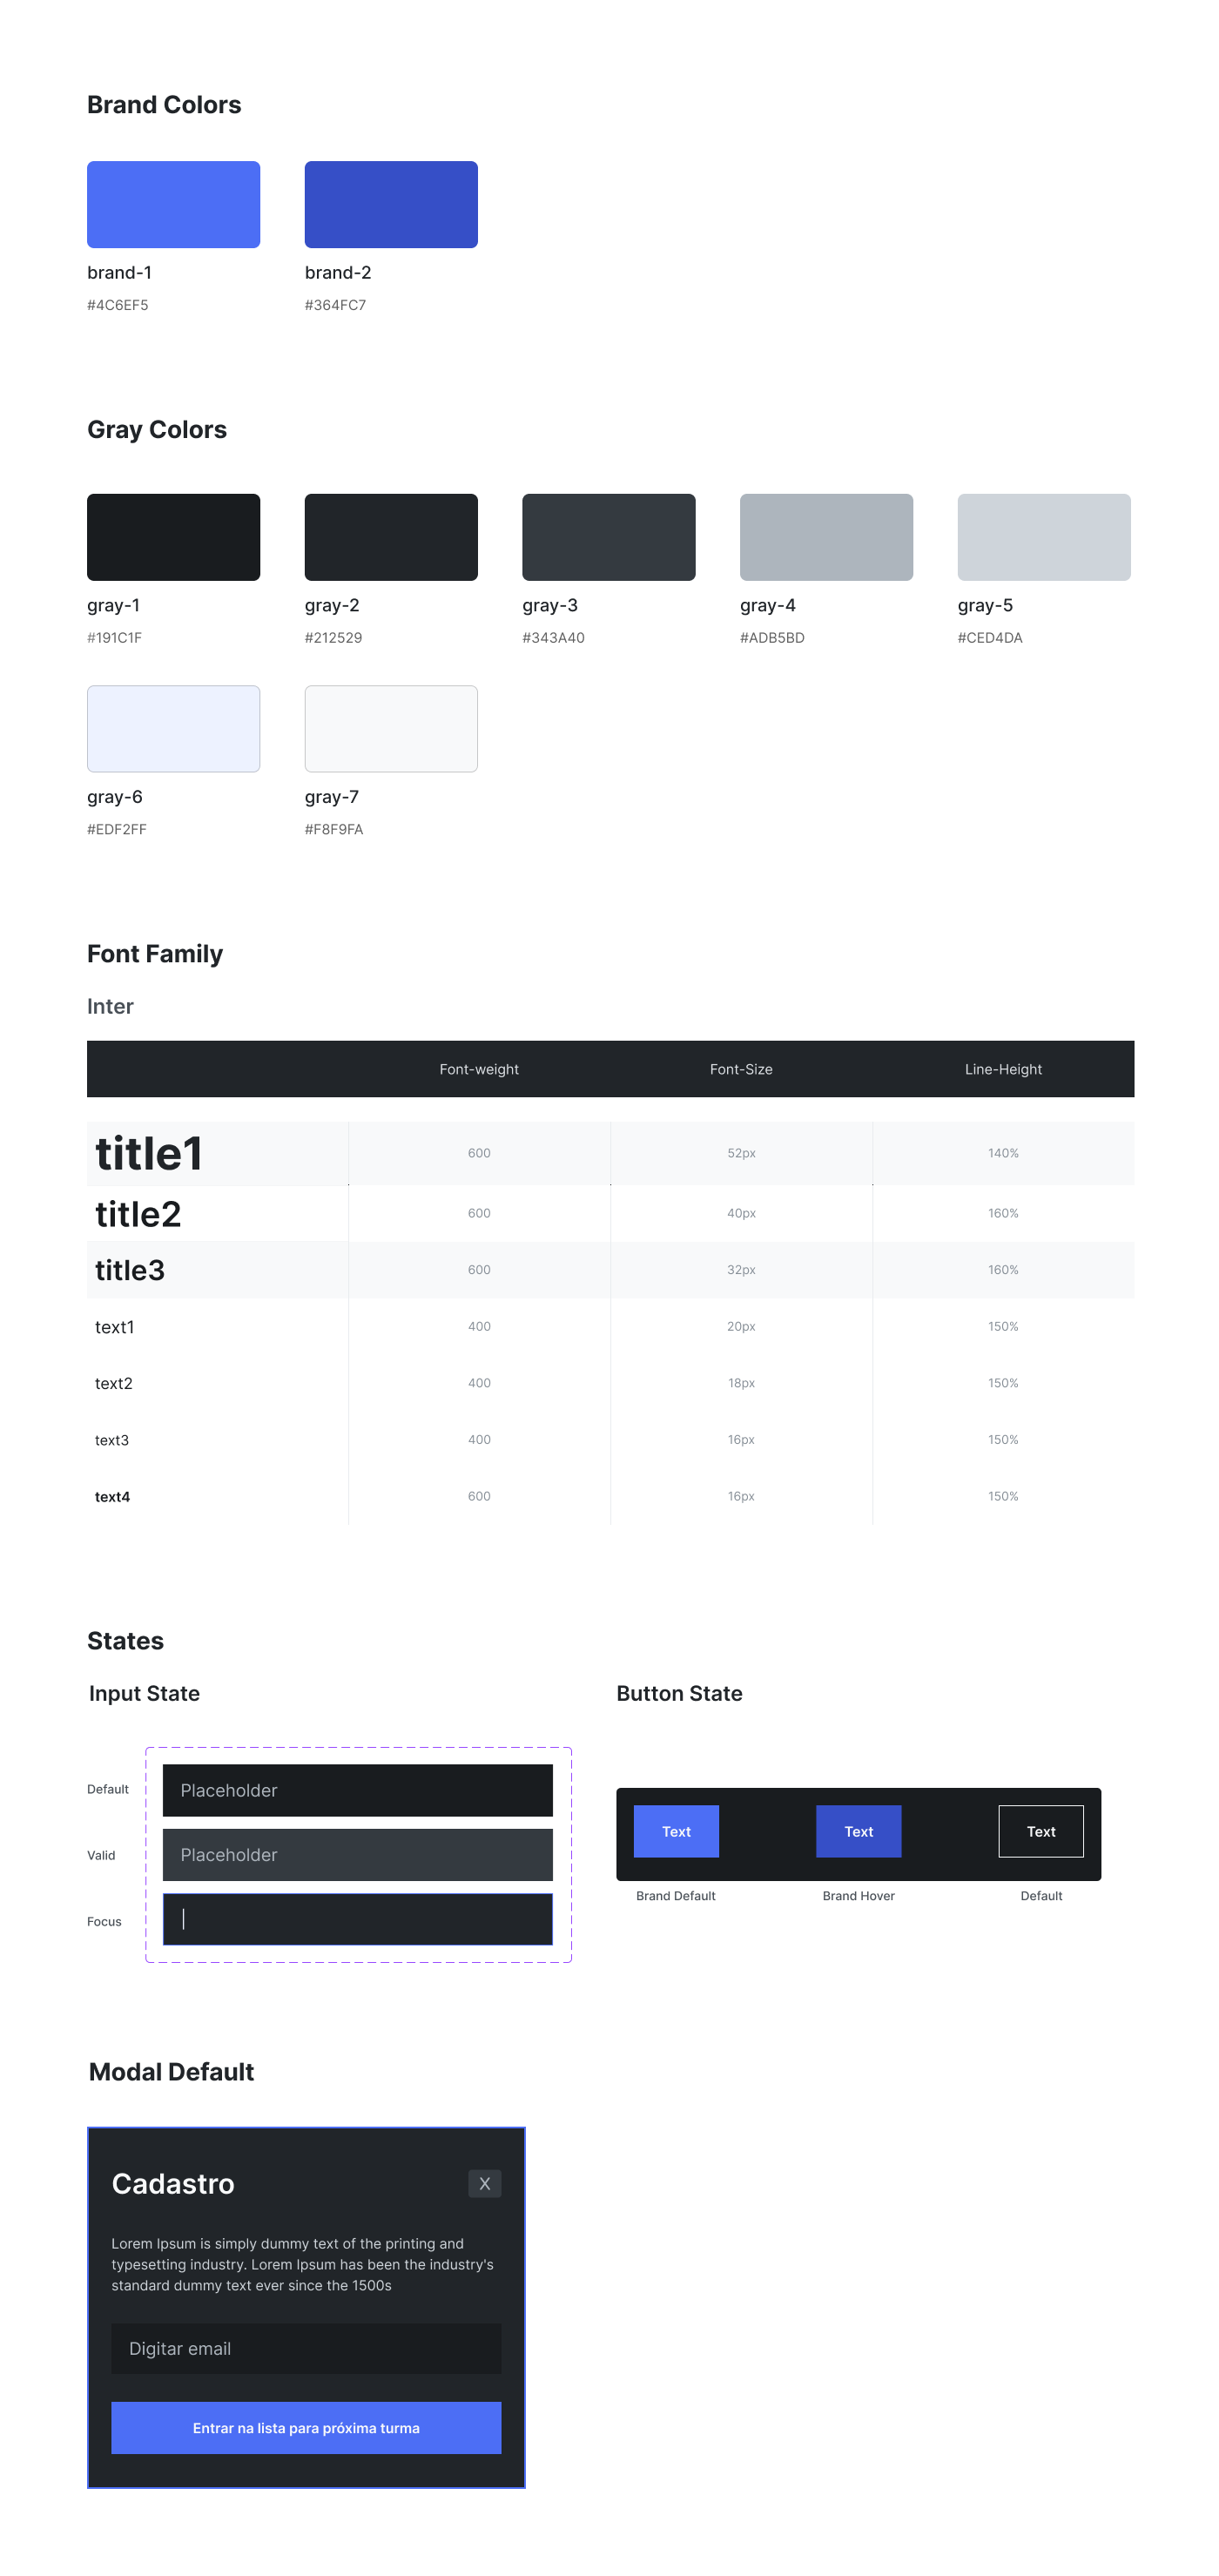 Brand Colors
brand-1
brand-2
#4C6EF5
#364FC7
Gray Colors
gray-1
gray-2
gray-3
gray-4
gray-5
#191C1F
#212529
#343A40
#ADB5BD
#CED4DA
gray-6
gray-7
#EDF2FF
#F8F9FA
Font Family
Inter
Font-weight Font-Size Line-Height
title1 600 52px 140%
title2 600 40px 160%
title3 600 32px 160%
text1 400 20px 150%
text2 400 18px 150%
text3 400 16px 150%
text4 600 16px 150%
States
Input State
Button State
Default
Placeholder
Valid
Placeholder
Focus
Text
Text
Text
Brand Default
Brand Hover
Default
Modal Default
Cadastro
X
Lorem Ipsum is simply dummy text of the printing and
typesetting industry. Lorem Ipsum has been the industry's
standard dummy text ever since the 1500s
Digitar email
Entrar na lista para próxima turma